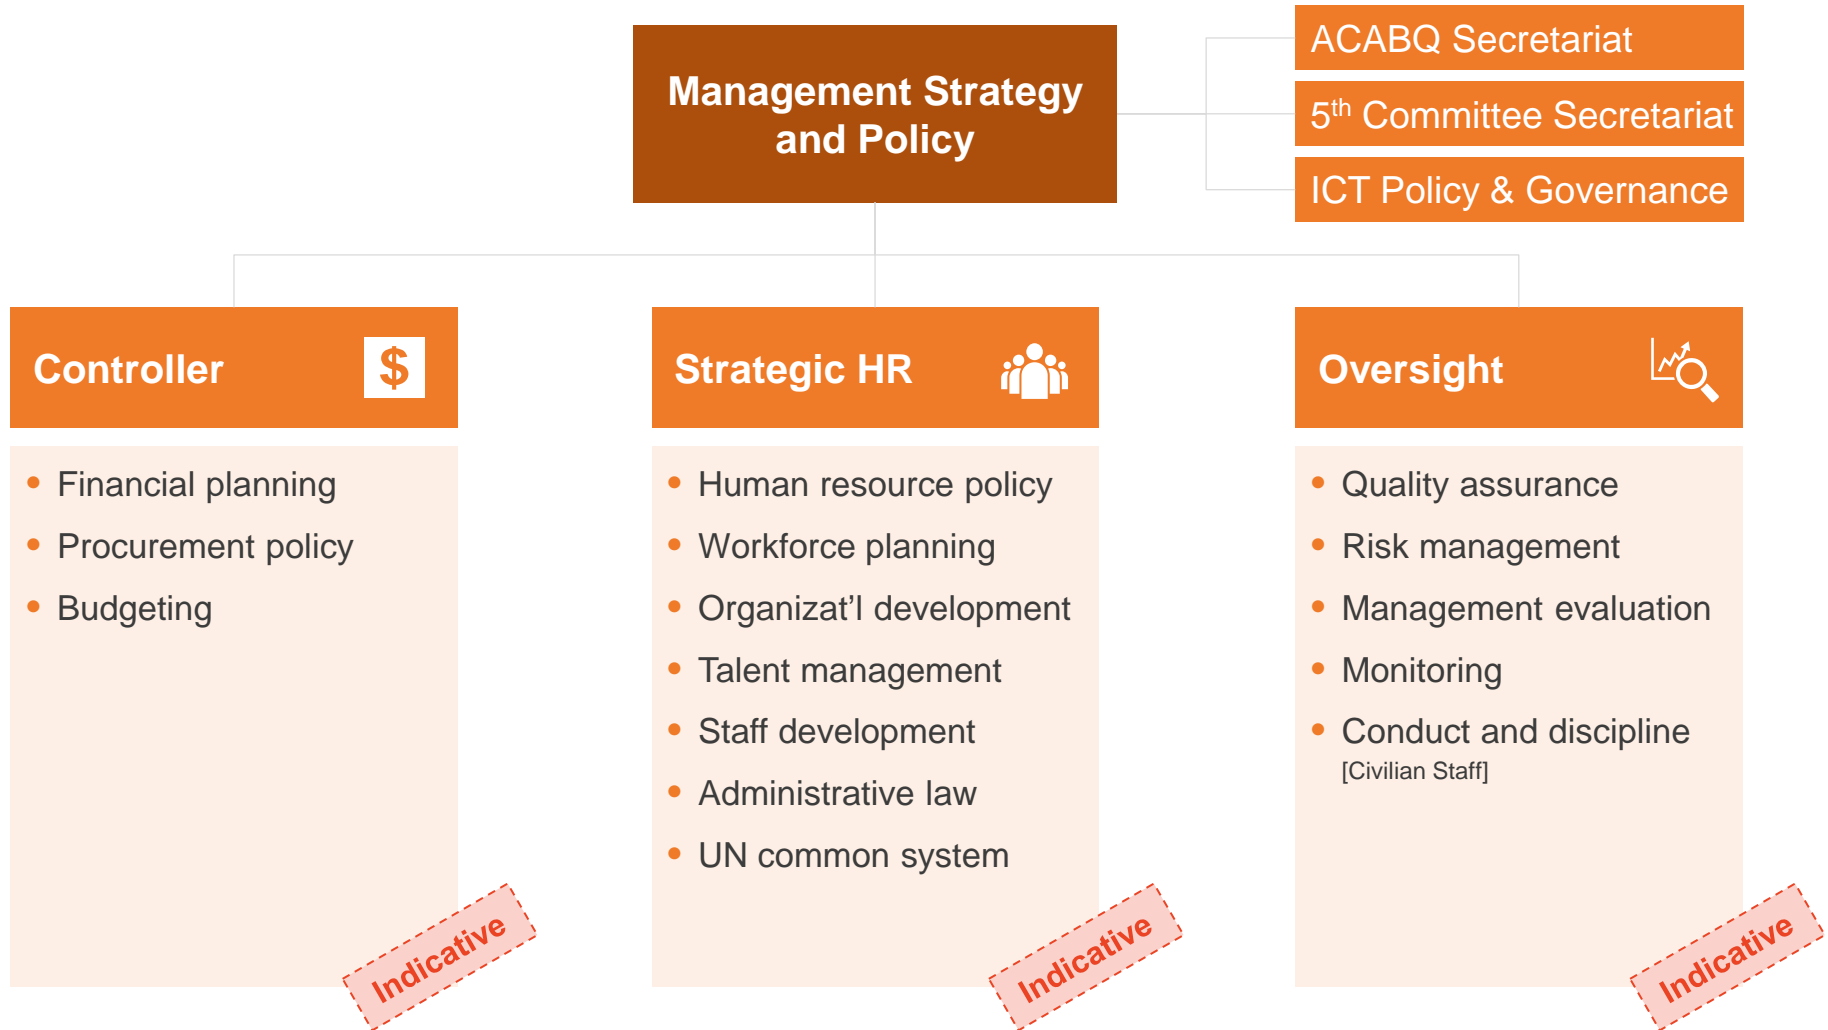 Management Strategy
and Policy
ACABQ Secretariat
5th Committee Secretariat
ICT Policy & Governance
Controller
$
• Financial planning
• Procurement policy
• Budgeting
Indicative
Strategic HR
• Human resource policy
• Workforce planning
• Organizat’l development
• Talent management
• Staff development
• Administrative law
• UN common system
Indicative
Oversight
• Quality assurance
• Risk management
• Management evaluation
• Monitoring
• Conduct and discipline
[Civilian Staff]
Indicative